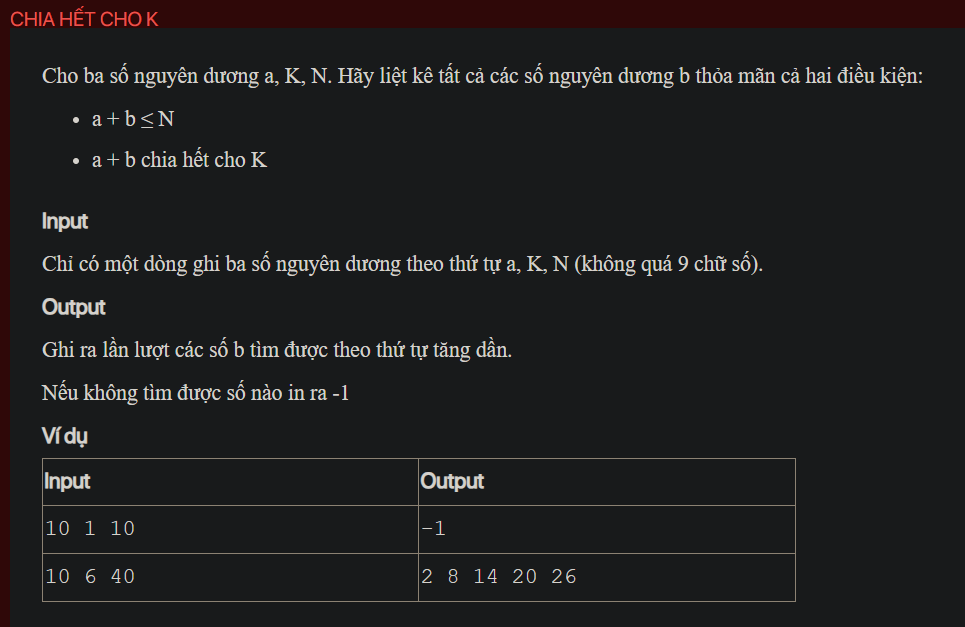 CHIA HẾT CHO K
Cho ba số nguyên dương a, K, N. Hãy liệt kê tất cả các số nguyên dương b thỏa mãn cả hai điều kiện:
• a + b ≤ N
• a + b chia hết cho K
Input
Chỉ có một dòng ghi ba số nguyên dương theo thứ tự a, K, N (không quá 9 chữ số).
Output
Ghi ra lần lượt các số b tìm được theo thứ tự tăng dần.
Nếu không tìm được số nào in ra -1
Ví dụ
Input Output
10 1 10 -1
10 6 40 2 8 14 20 26